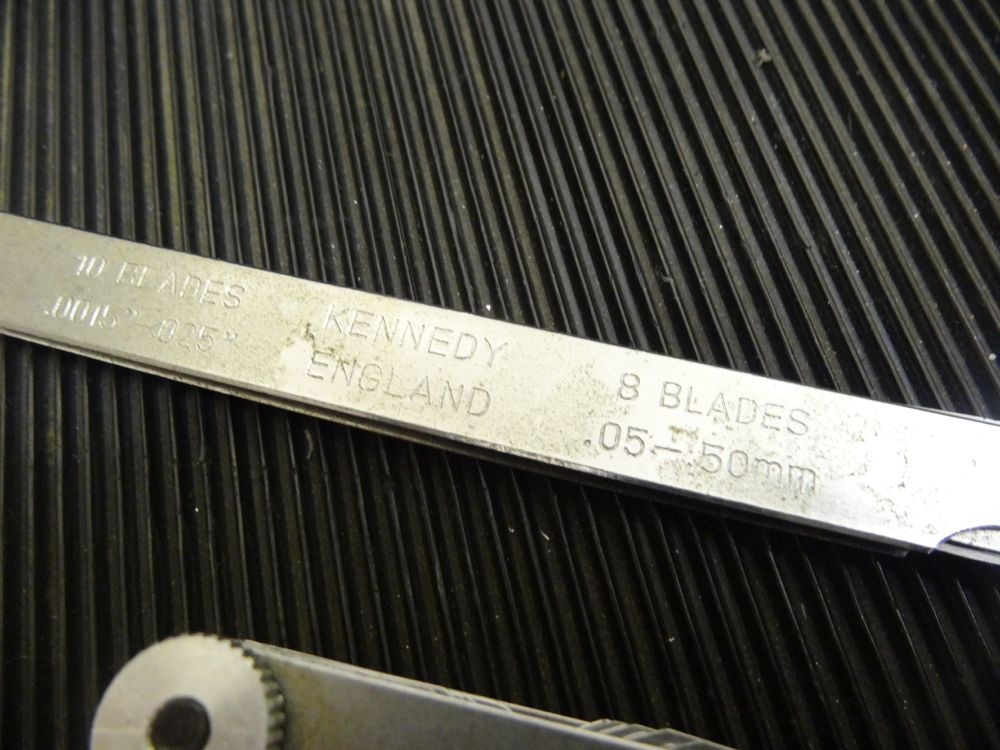 10 BLADES
.0015"-.025"
KENNEDY
ENGLAND
8 BLADES
.05-.50mm